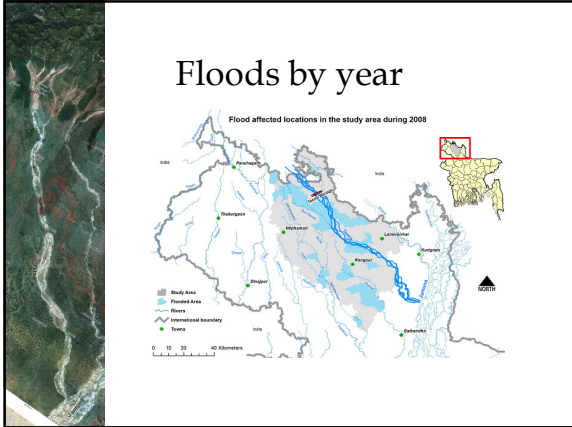 Floods by year
Flood affected locations in the study area during 2008
India
Panchagarh
India
Thakurgaon
Nilphamari
Lalmonirhat
Kurigram
Rangpur
Dinajpur
Gaibandha
India
NORTH
Study Area
Flooded Area
Rivers
International boundary
Towns
0 10 20 40 Kilometers